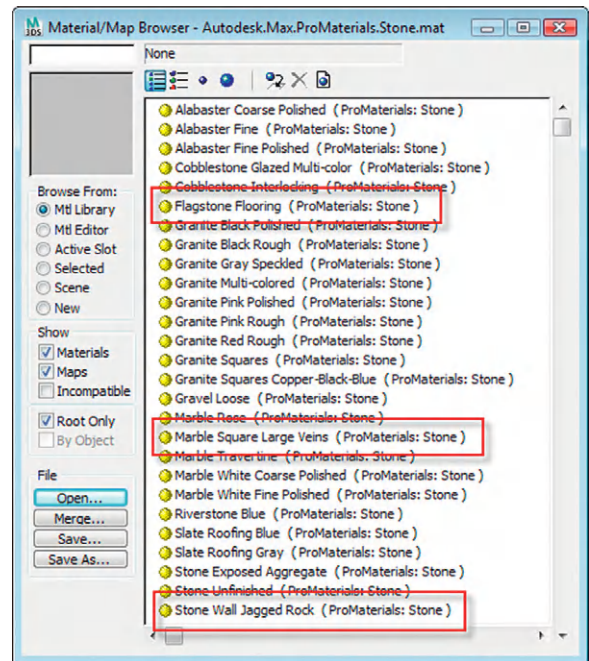 3DS Material/Map Browser - Autodesk.Max.ProMaterials.Stone.mat
None
Browse From:
Mtl Library
Mtl Editor
Active Slot
Selected
Scene
New
Show
Materials
Maps
Incompatible
Root Only
By Object
File
Open...
Merge...
Save...
Save As...
Alabaster Coarse Polished ( ProMaterials: Stone )
Alabaster Fine ( ProMaterials: Stone )
Alabaster Fine Polished ( ProMaterials: Stone )
Cobblestone Glazed Multi-color ( ProMaterials: Stone )
Cobblestone Interlocking ( ProMaterials: Stone )
Flagstone Flooring ( ProMaterials: Stone )
Granite Black Polished ( ProMaterials: Stone )
Granite Black Rough ( ProMaterials: Stone )
Granite Gray Speckled ( ProMaterials: Stone )
Granite Multi-colored ( ProMaterials: Stone )
Granite Pink Polished ( ProMaterials: Stone )
Granite Pink Rough ( ProMaterials: Stone )
Granite Red Rough ( ProMaterials: Stone )
Granite Squares ( ProMaterials: Stone )
Granite Squares Copper-Black-Blue ( ProMaterials: Stone )
Gravel Loose ( ProMaterials: Stone )
Marble Rose ( ProMaterials: Stone )
Marble Square Large Veins ( ProMaterials: Stone )
Marble Travertine ( ProMaterials: Stone )
Marble White Coarse Polished ( ProMaterials: Stone )
Marble White Fine Polished ( ProMaterials: Stone )
Riverstone Blue ( ProMaterials: Stone )
Slate Roofing Blue ( ProMaterials: Stone )
Slate Roofing Gray ( ProMaterials: Stone )
Stone Exposed Aggregate ( ProMaterials: Stone )
Stone Unfinished ( ProMaterials: Stone )
Stone Wall Jagged Rock ( ProMaterials: Stone )